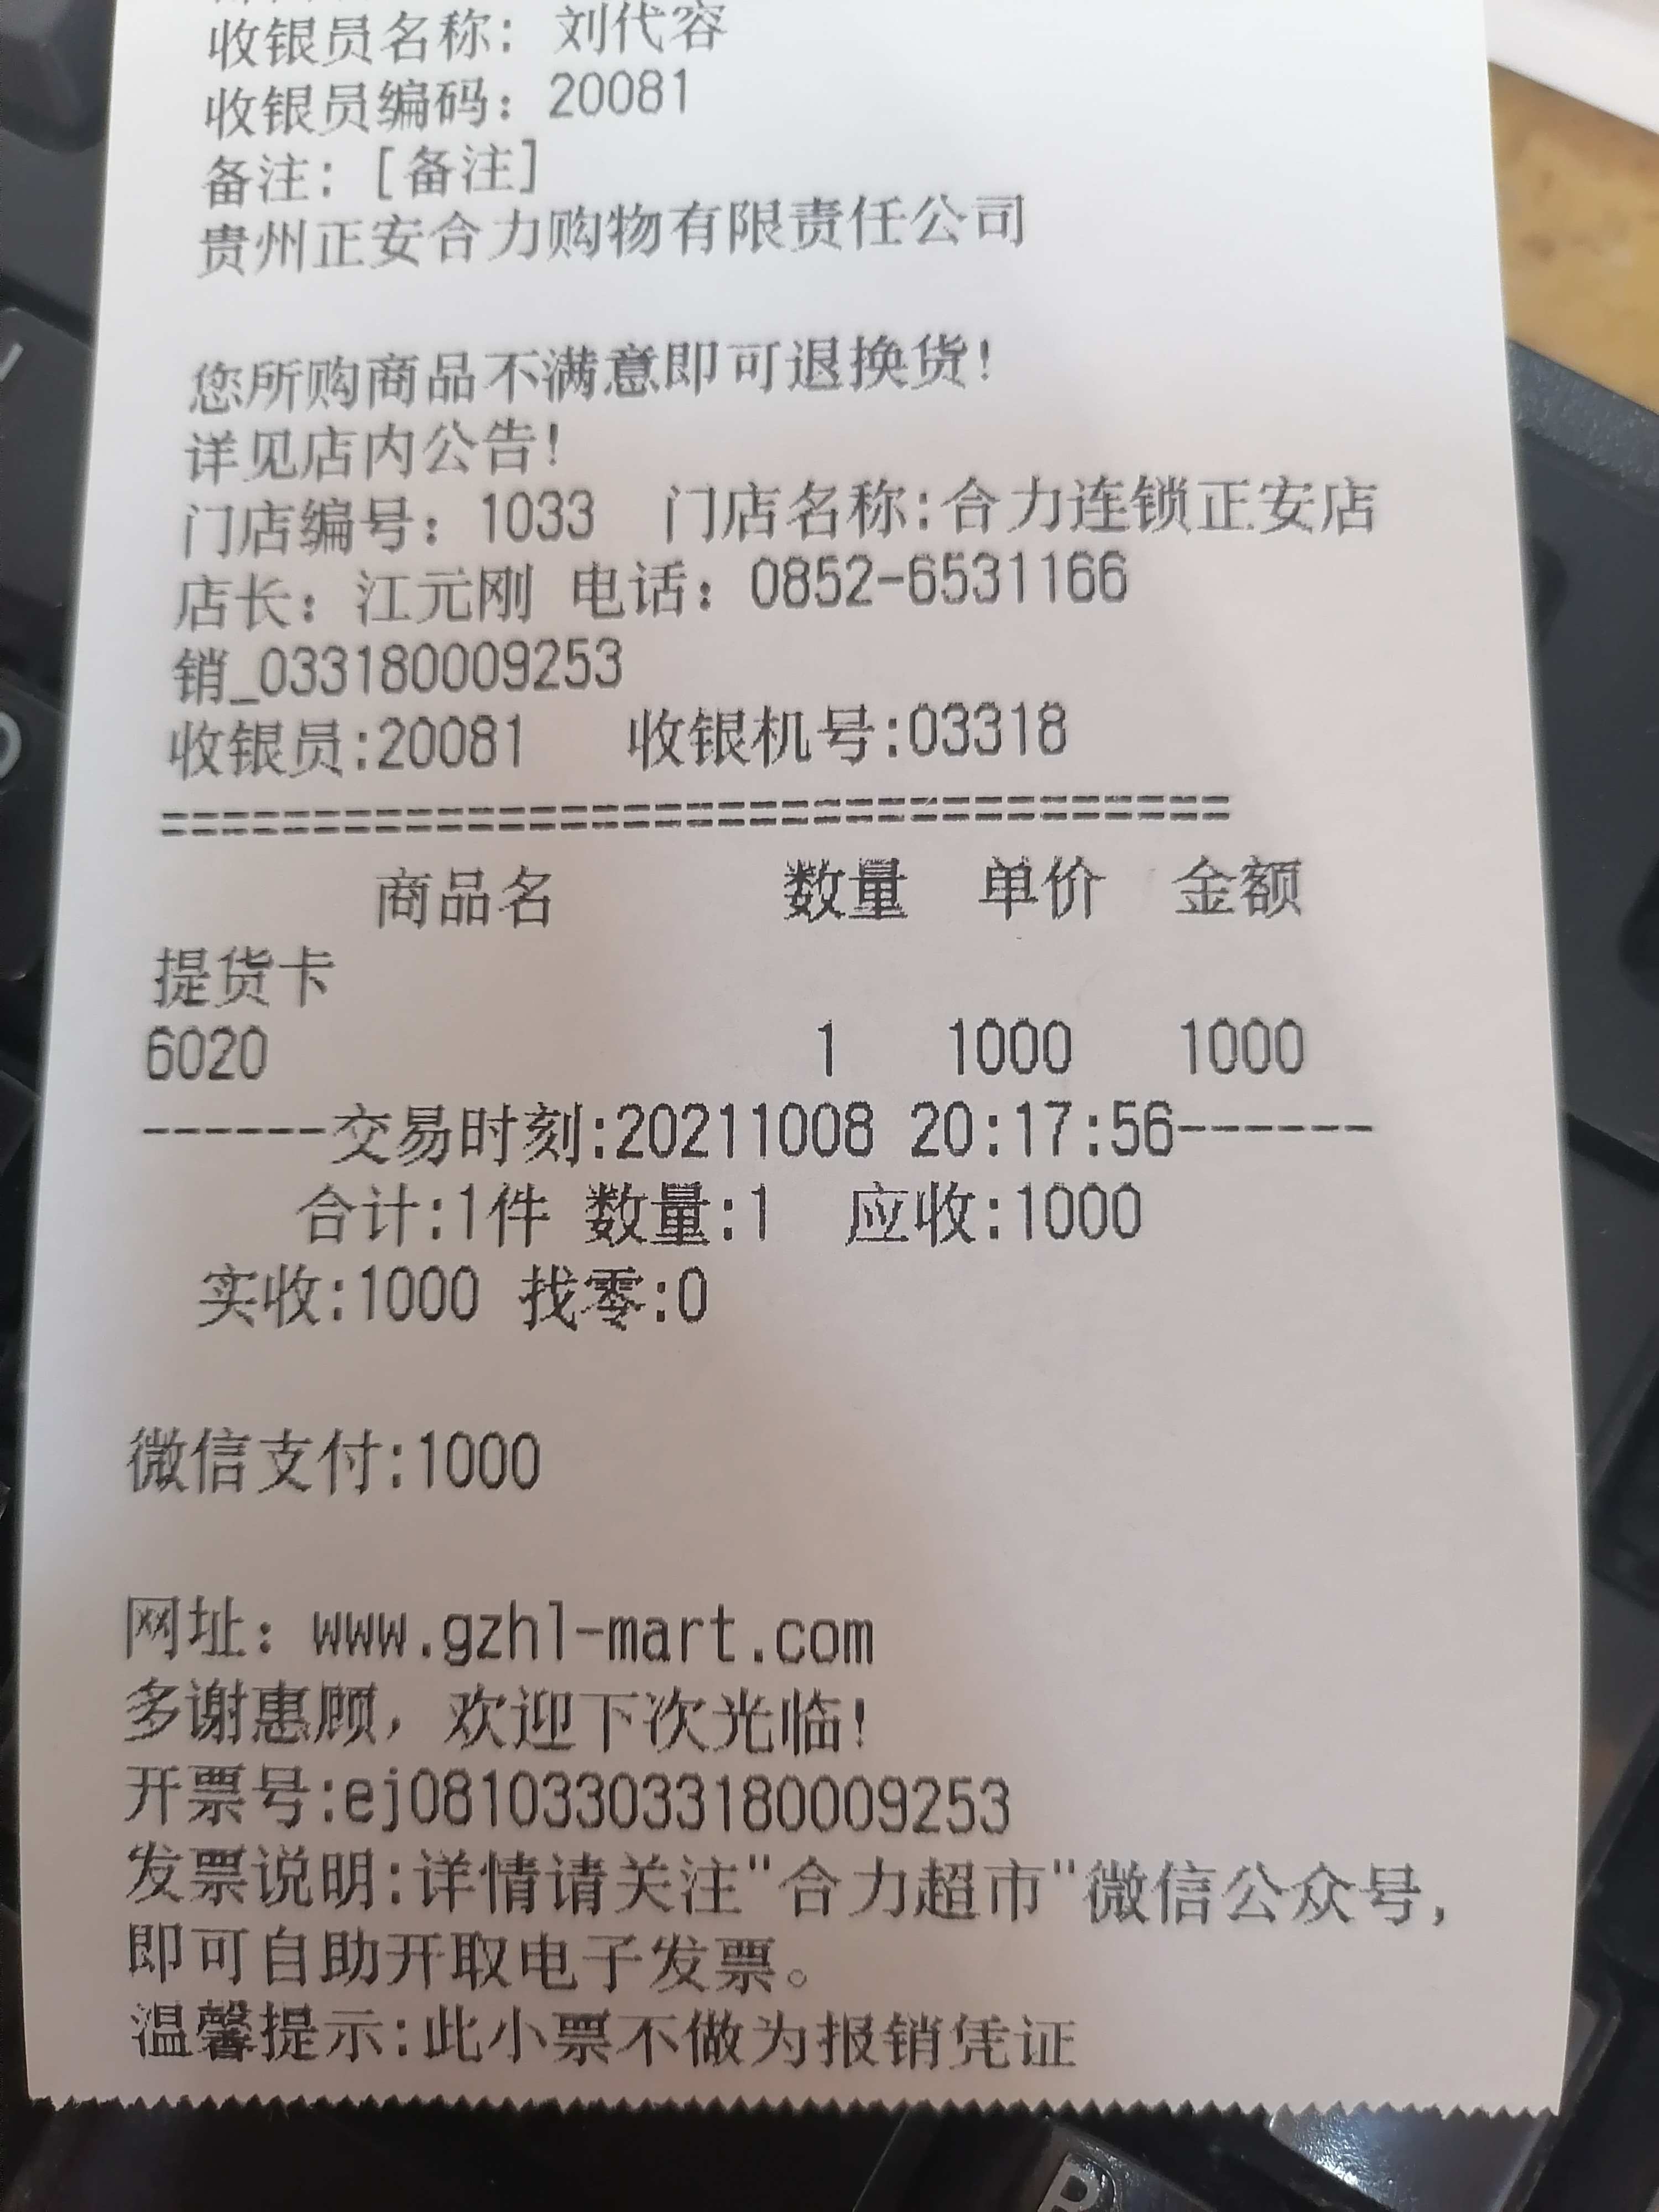 收银员名称: 刘代容
收银员编码: 20081
备注: [备注]
贵州正安合力购物有限责任公司
您所购商品不满意即可退换货!
详见店内公告!
门店编号: 1033 门店名称:合力连锁正安店
店长: 江元刚 电话: 0852-6531166
销_033180009253
收银员:20081 收银机号:03318
===================================
商品名 数量 单价 金额
提货卡
6020 1 1000 1000
------交易时刻:20211008 20:17:56------
合计:1件 数量:1 应收:1000
实收:1000 找零:0
微信支付:1000
网址: www.gzhl-mart.com
多谢惠顾, 欢迎下次光临!
开票号:ej0810330033180009253
发票说明:详情请关注"合力超市"微信公众号,
即可自助开取电子发票。
温馨提示:此小票不做为报销凭证